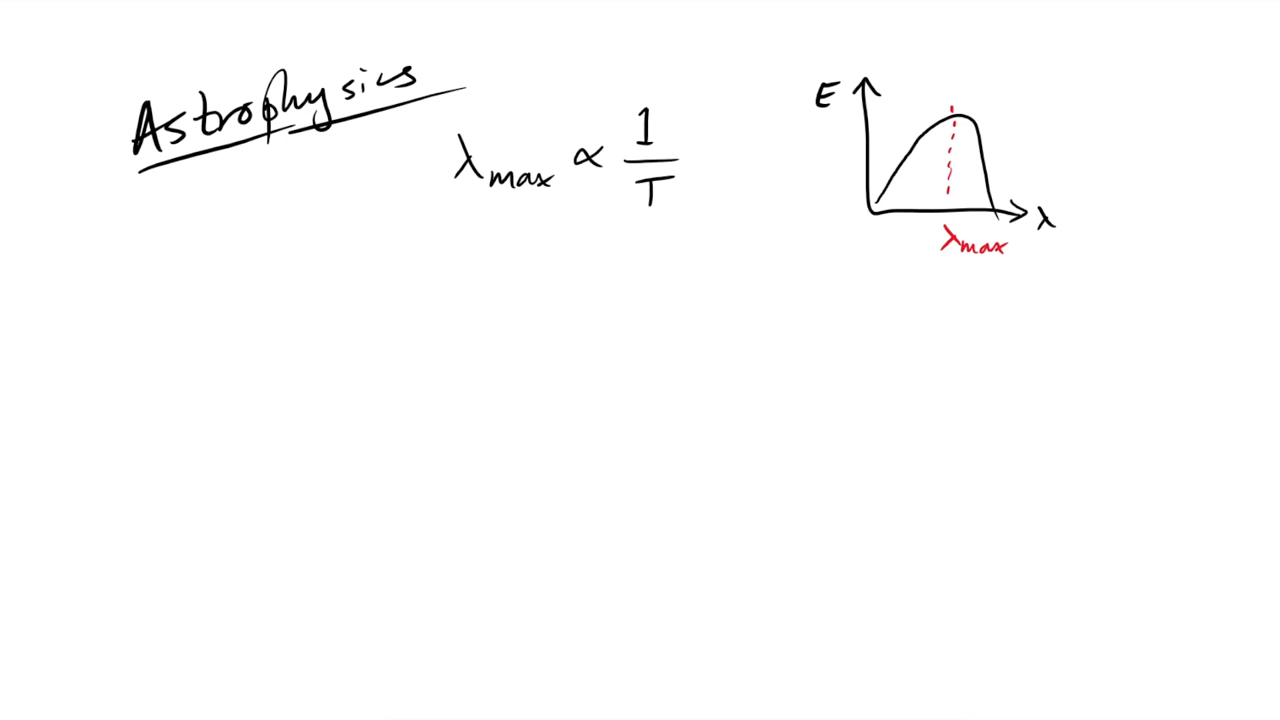 Astrophysics
λmax ∝ 1/T
E
λ
λmax